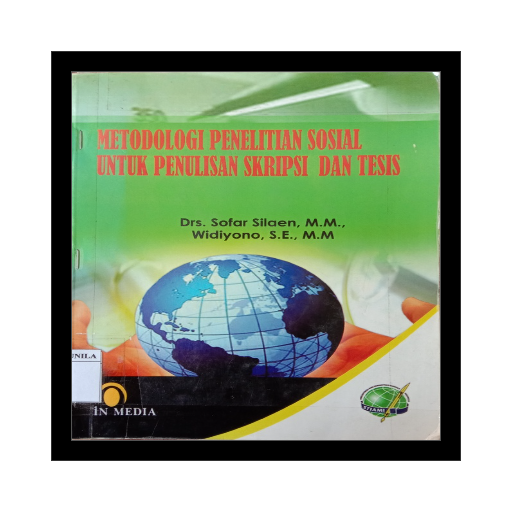 METODOLOGI PENELITIAN SOSIAL
UNTUK PENULISAN SKRIPSI DAN TESIS
Drs. Sofar Silaen, M.M.,
Widiyono, S.E., M.M
UNILA
IN MEDIA